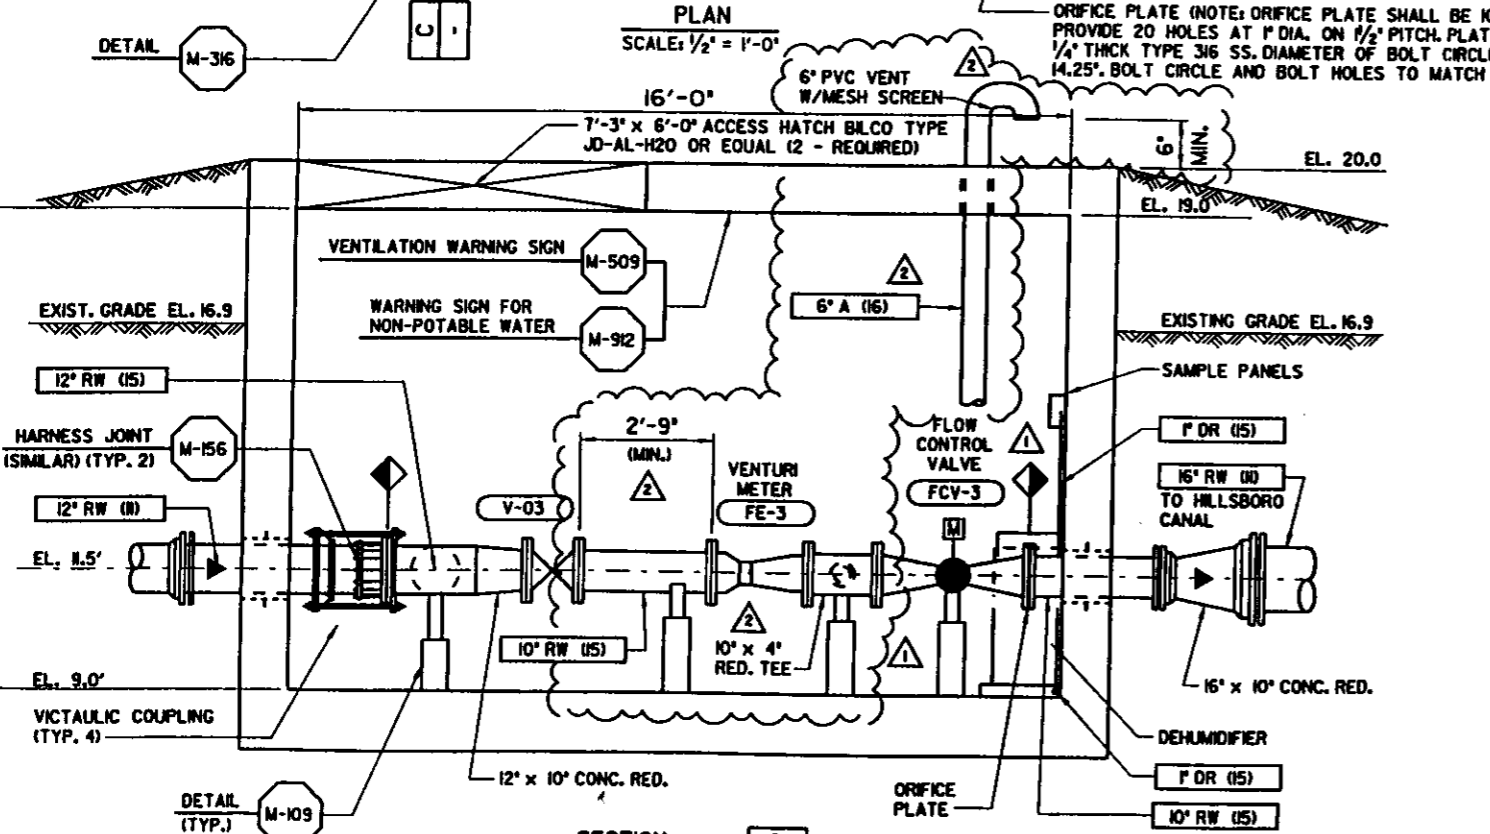 PLAN
SCALE: 1/2" = 1'-0"
DETAIL
M-316
C
-
ORIFICE PLATE (NOTE: ORIFICE PLATE SHALL BE
PROVIDE 20 HOLES AT 1" DIA. ON 1 1/2" PITCH. PLAT
1/4" THICK TYPE 316 SS. DIAMETER OF BOLT CIRCLE
14.25". BOLT CIRCLE AND BOLT HOLES TO MATCH
6" PVC VENT
W/MESH SCREEN
2
16'-0"
7'-3" x 6'-0" ACCESS HATCH BILCO TYPE
JD-AL-H20 OR EQUAL (2 - REQUIRED)
6"
MIN.
EL. 20.0
EL. 19.0
VENTILATION WARNING SIGN
M-509
2
WARNING SIGN FOR
NON-POTABLE WATER
M-912
6" A (16)
EXIST. GRADE EL. 16.9
EXISTING GRADE EL. 16.9
12" RW (15)
SAMPLE PANELS
HARNESS JOINT
(SIMILAR) (TYP. 2)
M-156
2'-9"
(MIN.)
2
FLOW
CONTROL
VALVE
1
FCV-3
1" DR (15)
VENTURI
METER
FE-3
V-03
16" RW (11)
TO HILLSBORO
CANAL
12" RW (11)
M
EL. 11.5'
10" RW (15)
2
10" x 4"
RED. TEE
1
EL. 9.0'
16" x 10" CONC. RED.
VICTAULIC COUPLING
(TYP. 4)
DEHUMIDIFIER
12" x 10" CONC. RED.
1" DR (15)
ORIFICE
PLATE
10" RW (15)
DETAIL
(TYP.)
M-109
SECTION